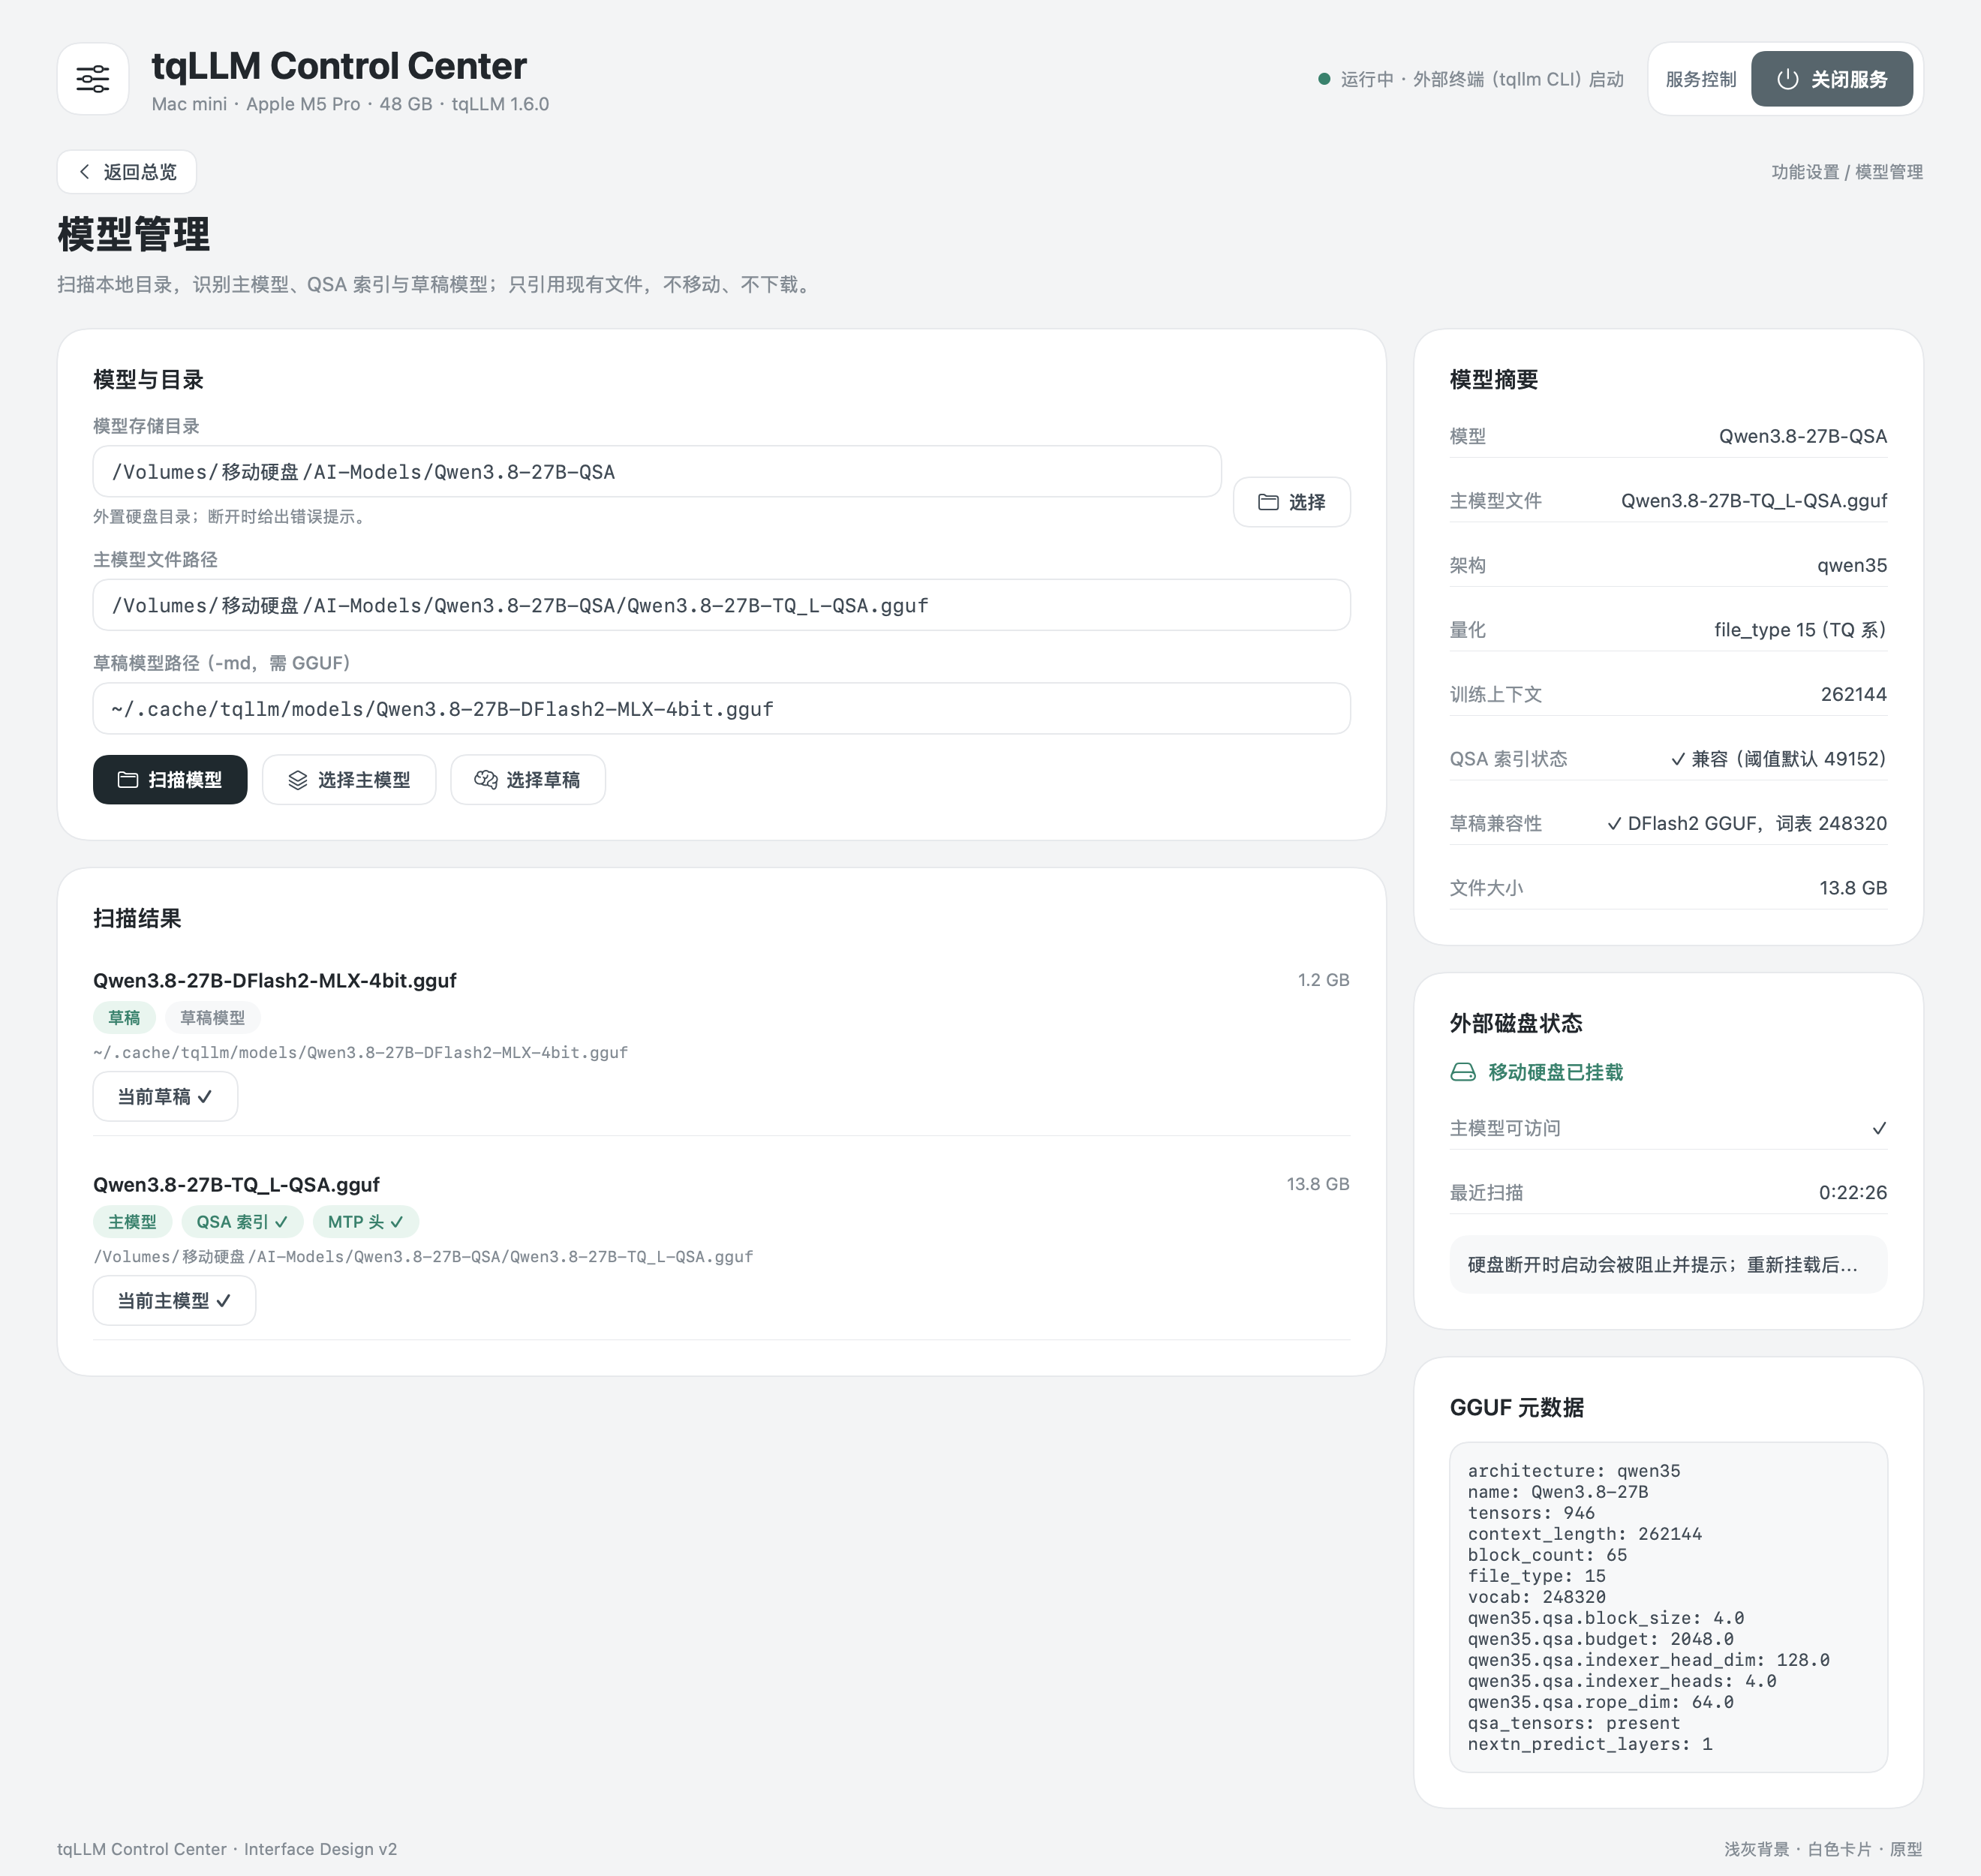 tqLLM Control Center
Mac mini · Apple M5 Pro · 48 GB · tqLLM 1.6.0
运行中 · 外部终端 (tqllm CLI) 启动
服务控制
关闭服务
返回总览
功能设置 / 模型管理
模型管理
扫描本地目录，识别主模型、QSA 索引与草稿模型；只引用现有文件，不移动、不下载。
模型与目录
模型存储目录
/Volumes/移动硬盘/AI-Models/Qwen3.8-27B-QSA
选择
外置硬盘目录；断开时给出错误提示。
主模型文件路径
/Volumes/移动硬盘/AI-Models/Qwen3.8-27B-QSA/Qwen3.8-27B-TQ_L-QSA.gguf
草稿模型路径 (-md，需 GGUF)
~/.cache/tqllm/models/Qwen3.8-27B-DFlash2-MLX-4bit.gguf
扫描模型
选择主模型
选择草稿
扫描结果
Qwen3.8-27B-DFlash2-MLX-4bit.gguf
1.2 GB
草稿
草稿模型
~/.cache/tqllm/models/Qwen3.8-27B-DFlash2-MLX-4bit.gguf
当前草稿 ✓
Qwen3.8-27B-TQ_L-QSA.gguf
13.8 GB
主模型
QSA 索引 ✓
MTP 头 ✓
/Volumes/移动硬盘/AI-Models/Qwen3.8-27B-QSA/Qwen3.8-27B-TQ_L-QSA.gguf
当前主模型 ✓
模型摘要
模型 Qwen3.8-27B-QSA
主模型文件 Qwen3.8-27B-TQ_L-QSA.gguf
架构 qwen35
量化 file_type 15 (TQ 系)
训练上下文 262144
QSA 索引状态 ✓ 兼容 (阈值默认 49152)
草稿兼容性 ✓ DFlash2 GGUF，词表 248320
文件大小 13.8 GB
外部磁盘状态
移动硬盘已挂载
主模型可访问 ✓
最近扫描 0:22:26
硬盘断开时启动会被阻止并提示；重新挂载后...
GGUF 元数据
architecture: qwen35
name: Qwen3.8-27B
tensors: 946
context_length: 262144
block_count: 65
file_type: 15
vocab: 248320
qwen35.qsa.block_size: 4.0
qwen35.qsa.budget: 2048.0
qwen35.qsa.indexer_head_dim: 128.0
qwen35.qsa.indexer_heads: 4.0
qwen35.qsa.rope_dim: 64.0
qsa_tensors: present
nextn_predict_layers: 1
tqLLM Control Center · Interface Design v2
浅灰背景 · 白色卡片 · 原型